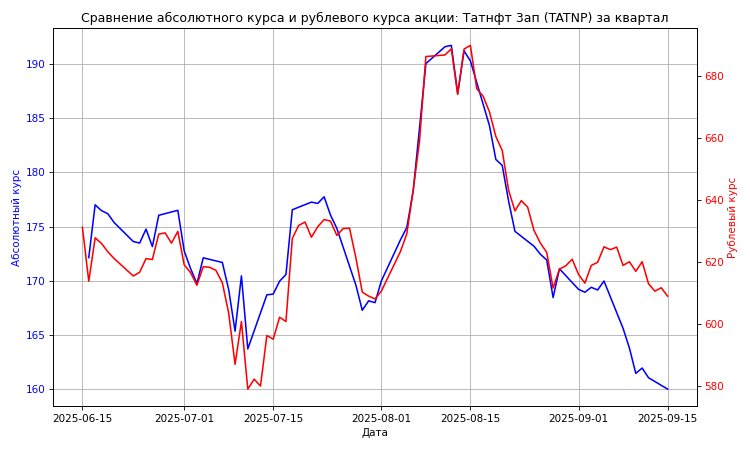 Сравнение абсолютного курса и рублевого курса акции: Татнфт 3ап (TATNP) за квартал
Абсолютный курс
190
185
180
175
170
165
160
680
660
640
620
600
580
Рублевый курс
2025-06-15 2025-07-01 2025-07-15 2025-08-01 2025-08-15 2025-09-01 2025-09-15
Дата